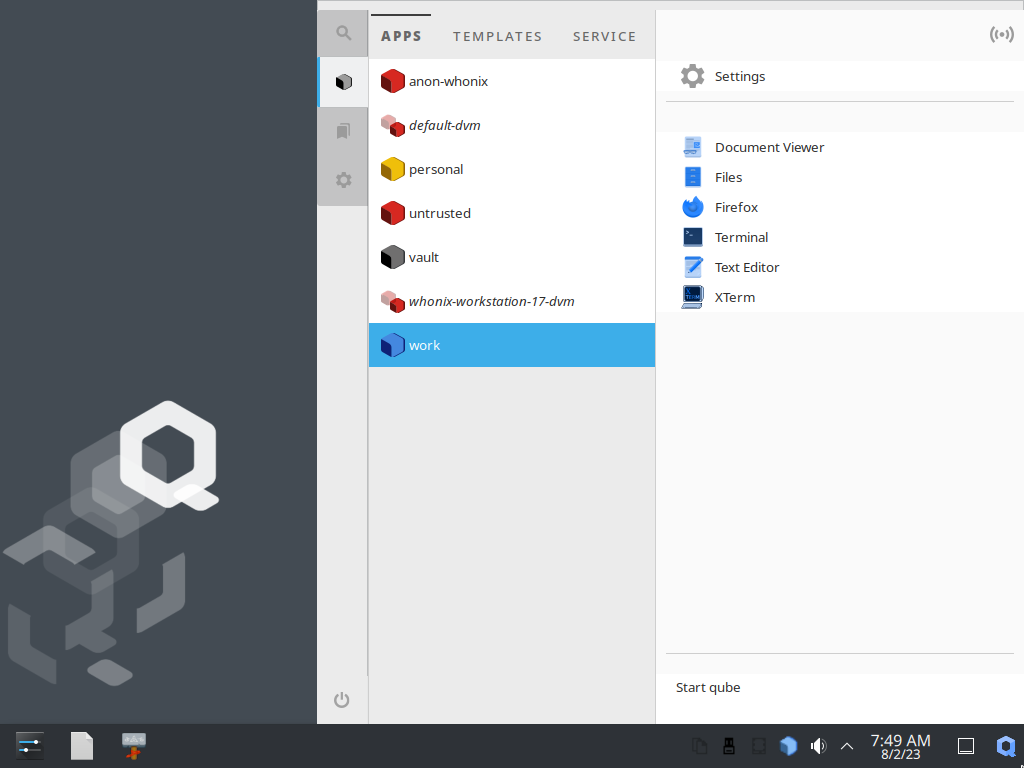 APPS TEMPLATES SERVICE
anon-whonix
default-dvm
personal
untrusted
vault
whonix-workstation-17-dvm
work
Settings
Document Viewer
Files
Firefox
Terminal
Text Editor
XTerm
Start qube
7:49 AM
8/2/23